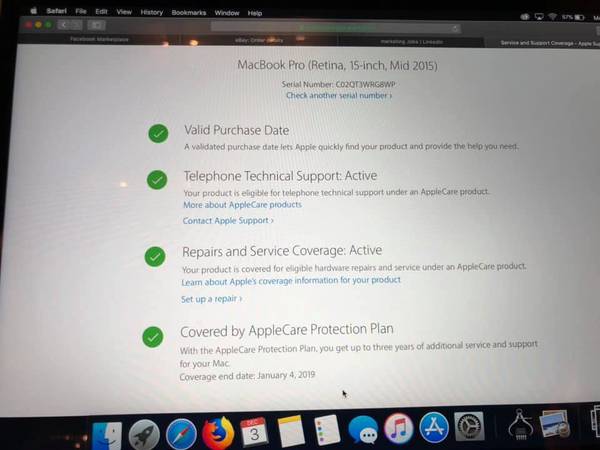 Safari File Edit View History Bookmarks Window Help 57%
Facebook Marketplace eBay: Order details marketing Jobs | LinkedIn Service and Support Coverage - Apple Sup
MacBook Pro (Retina, 15-inch, Mid 2015)
Serial Number: C02QT3WRG8WP
Check another serial number ›
Valid Purchase Date
A validated purchase date lets Apple quickly find your product and provide the help you need.
Telephone Technical Support: Active
Your product is eligible for telephone technical support under an AppleCare product.
More about AppleCare products
Contact Apple Support ›
Repairs and Service Coverage: Active
Your product is covered for eligible hardware repairs and service under an AppleCare product.
Learn about Apple's coverage information for your product
Set up a repair ›
Covered by AppleCare Protection Plan
With the AppleCare Protection Plan, you get up to three years of additional service and support
for your Mac.
Coverage end date: January 4, 2019
DEC
3